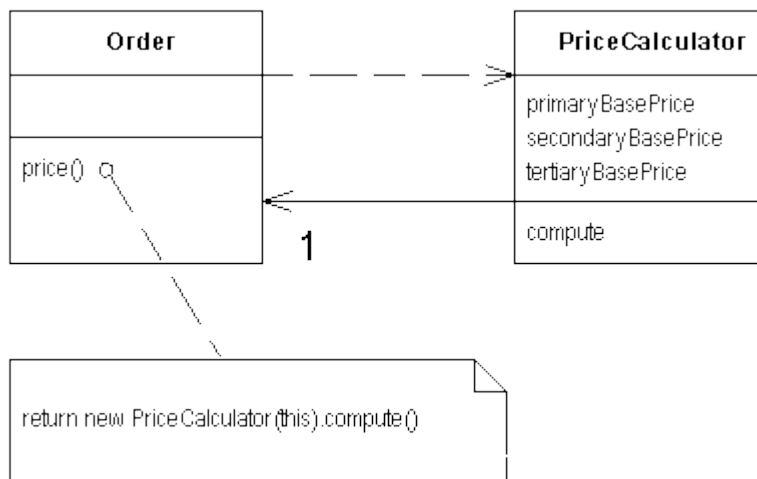 Order
PriceCalculator
primaryBasePrice
secondaryBasePrice
tertiaryBasePrice
price()
1
compute
return new PriceCalculator(this).compute()